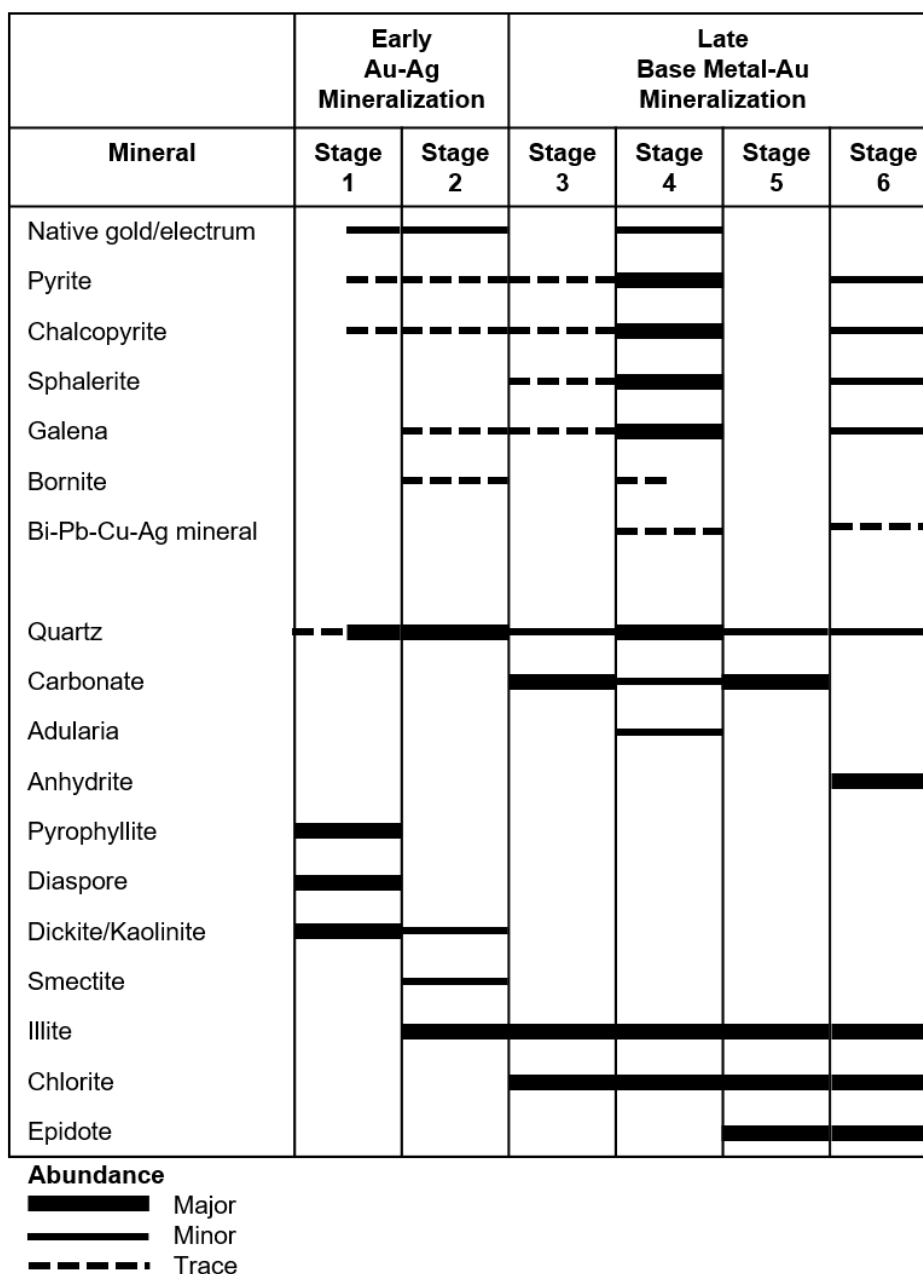 Early
Au-Ag
Mineralization
Late
Base Metal-Au
Mineralization
Mineral
Stage
1
Stage
2
Stage
3
Stage
4
Stage
5
Stage
6
Native gold/electrum
Pyrite
Chalcopyrite
Sphalerite
Galena
Bornite
Bi-Pb-Cu-Ag mineral
Quartz
Carbonate
Adularia
Anhydrite
Pyrophyllite
Diaspore
Dickite/Kaolinite
Smectite
Illite
Chlorite
Epidote
Abundance
Major
Minor
Trace